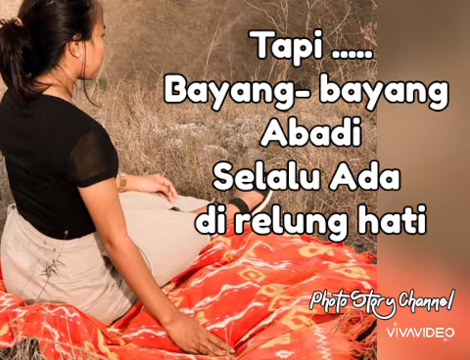 Tapi .....
Bayang- bayang
Abadi
Selalu Ada
di relung hati
Photo Story Channel
VIVAVIDEO